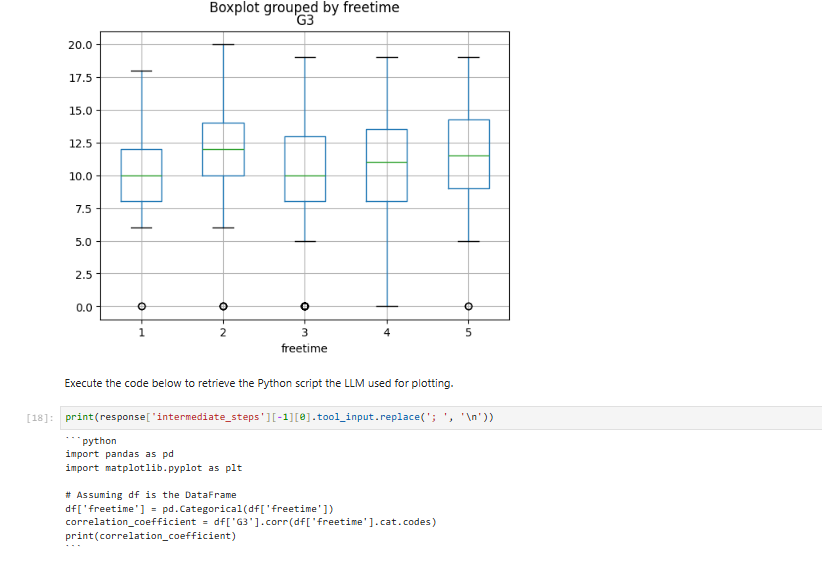 Boxplot grouped by freetime
G3
20.0
17.5
15.0
12.5
10.0
7.5
5.0
2.5
0.0
1 2 3 4 5
freetime
Execute the code below to retrieve the Python script the LLM used for plotting.
[18]: print(response['intermediate_steps'][-1][0].tool_input.replace('; ', '\n'))
```python
import pandas as pd
import matplotlib.pyplot as plt
# Assuming df is the DataFrame
df['freetime'] = pd.Categorical(df['freetime'])
correlation_coefficient = df['G3'].corr(df['freetime'].cat.codes)
print(correlation_coefficient)
```